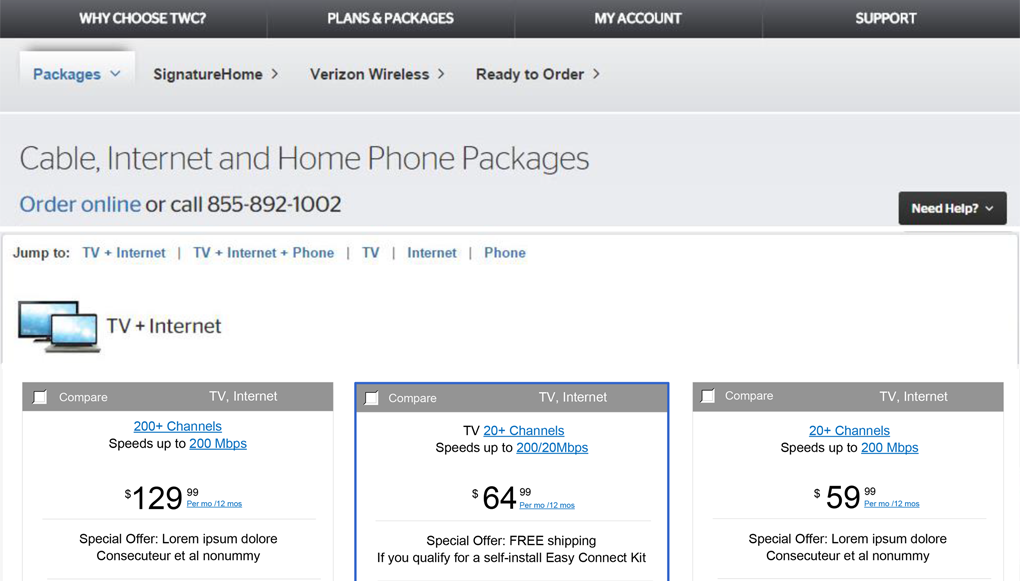 WHY CHOOSE TWC? PLANS & PACKAGES MY ACCOUNT SUPPORT
Packages SignatureHome Verizon Wireless Ready to Order
Cable, Internet and Home Phone Packages
Order online or call 855-892-1002
Need Help?
Jump to: TV + Internet | TV + Internet + Phone | TV | Internet | Phone
TV + Internet
Compare TV, Internet
200+ Channels
Speeds up to 200 Mbps
$129 99
Per mo /12 mos
Special Offer: Lorem ipsum dolore
Consecuteur et al nonummy
Compare TV, Internet
TV 20+ Channels
Speeds up to 200/20Mbps
$ 64 99
Per mo /12 mos
Special Offer: FREE shipping
If you qualify for a self-install Easy Connect Kit
Compare TV, Internet
20+ Channels
Speeds up to 200 Mbps
$ 59 99
Per mo /12 mos
Special Offer: Lorem ipsum dolore
Consecuteur et al nonummy